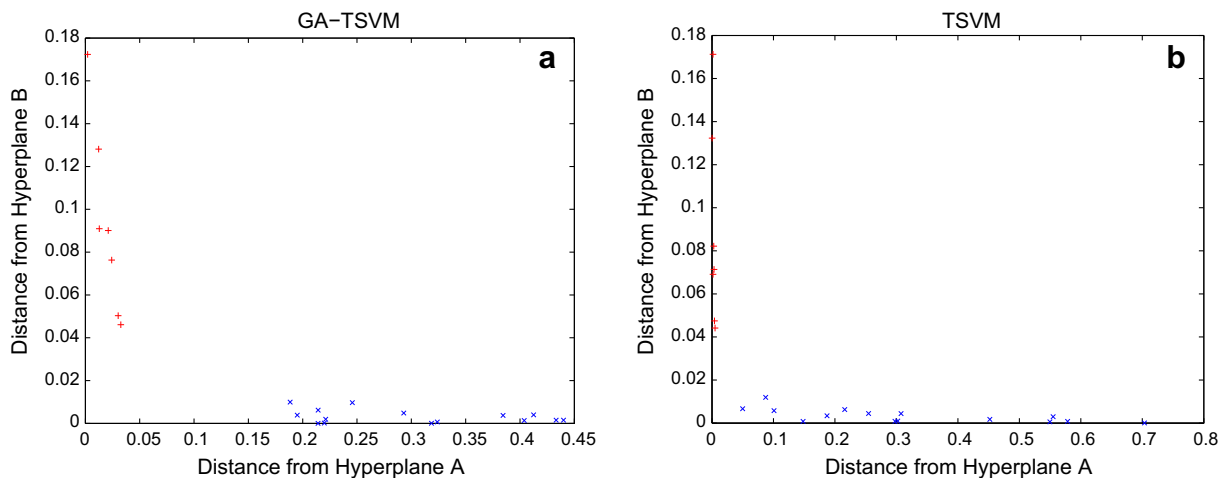 GA−TSVM
a
0.18
0.16
0.14
0.12
0.1
0.08
0.06
0.04
0.02
0
Distance from Hyperplane B
0 0.05 0.1 0.15 0.2 0.25 0.3 0.35 0.4 0.45
Distance from Hyperplane A
TSVM
b
0.18
0.16
0.14
0.12
0.1
0.08
0.06
0.04
0.02
0
Distance from Hyperplane B
0 0.1 0.2 0.3 0.4 0.5 0.6 0.7 0.8
Distance from Hyperplane A